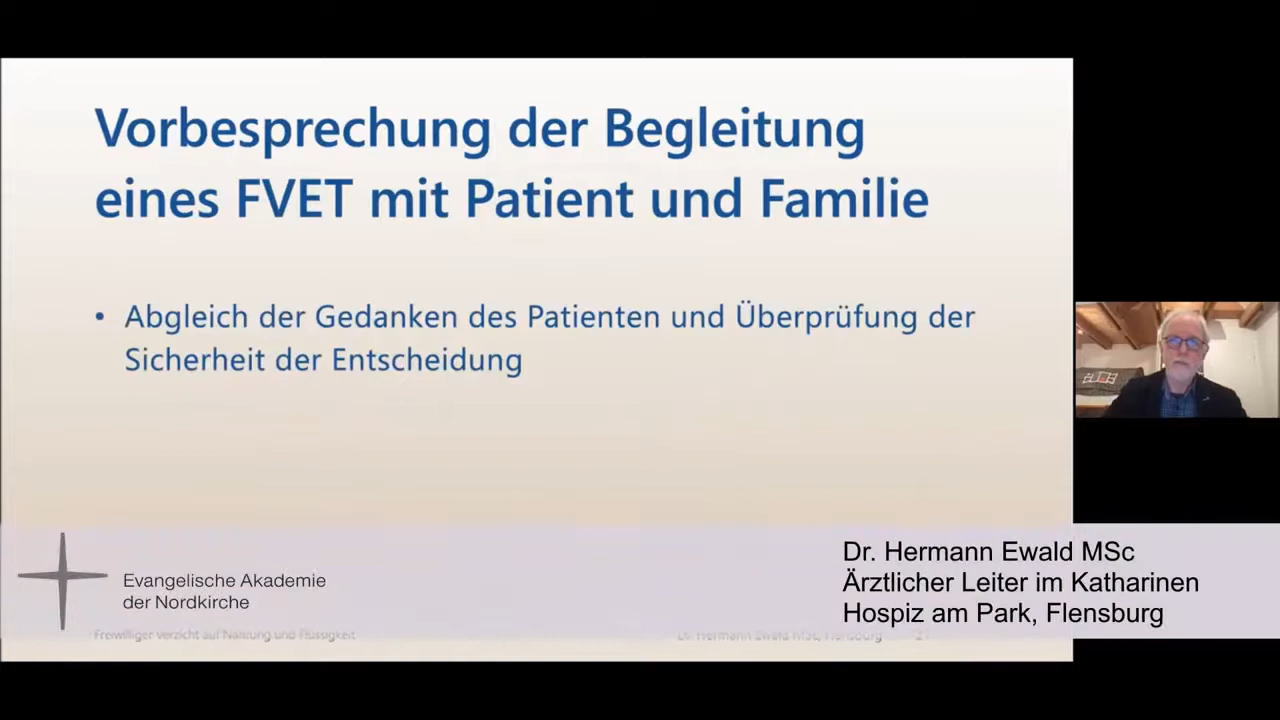 Vorbesprechung der Begleitung
eines FVET mit Patient und Familie
• Abgleich der Gedanken des Patienten und Überprüfung der
Sicherheit der Entscheidung
Evangelische Akademie
der Nordkirche
Dr. Hermann Ewald MSc
Ärztlicher Leiter im Katharinen
Hospiz am Park, Flensburg
Freiwilliger verzicht auf Nahrung und Flüssigkeit
Dr. Hermann Ewald MSc, Flensburg